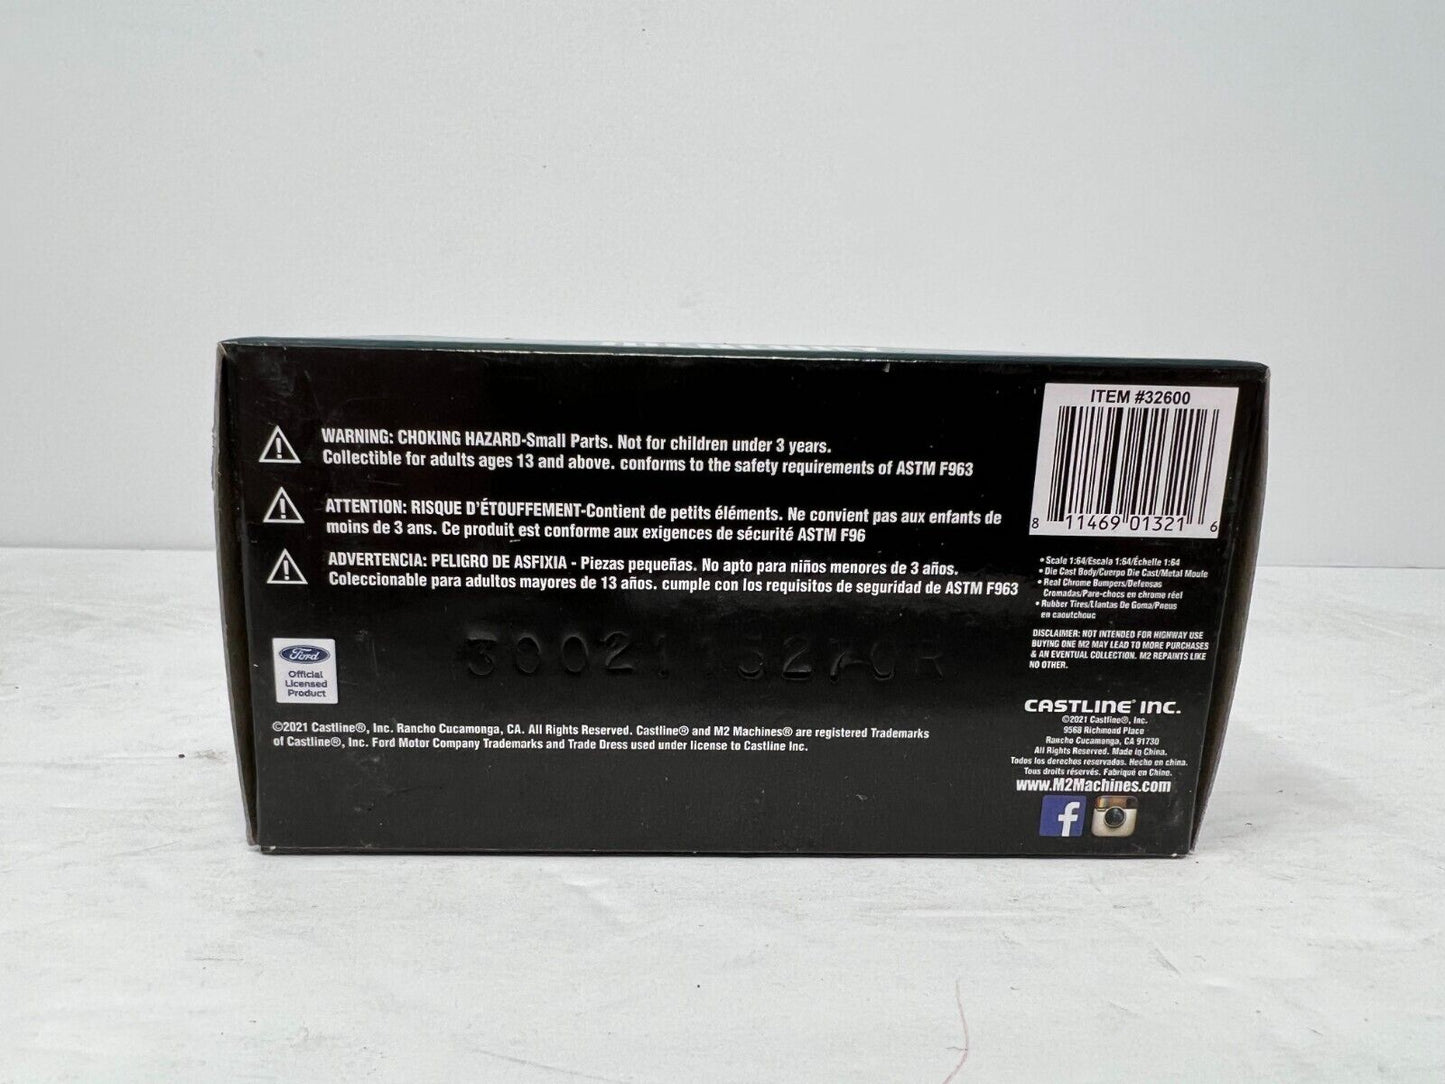 WARNING: CHOKING HAZARD-Small Parts. Not for children under 3 years.
Collectible for adults ages 13 and above. conforms to the safety requirements of ASTM F963
ATTENTION: RISQUE D'ÉTOUFFEMENT-Contient de petits éléments. Ne convient pas aux enfants de
moins de 3 ans. Ce produit est conforme aux exigences de sécurité ASTM F96
ADVERTENCIA: PELIGRO DE ASFIXIA - Piezas pequeñas. No apto para niños menores de 3 años.
Coleccionable para adultos mayores de 13 años. cumple con los requisitos de seguridad de ASTM F963
Ford
Official
Licensed
Product
©2021 Castline®, Inc. Rancho Cucamonga, CA. All Rights Reserved. Castline® and M2 Machines® are registered Trademarks
of Castline®, Inc. Ford Motor Company Trademarks and Trade Dress used under license to Castline Inc.
ITEM #32600
8 11469 01321 6
• Scale 1:64/Escala 1:64/Échelle 1:64
• Die Cast Body/Cuerpo Die Cast/Metal Moule
• Real Chrome Bumpers/Defensas
Cromadas/Pare-chocs en chrome réel
• Rubber Tires/Llantas De Goma/Pneus
en caoutchouc
DISCLAIMER: NOT INTENDED FOR HIGHWAY USE
BUYING ONE M2 MAY LEAD TO MORE PURCHASES
& AN EVENTUAL COLLECTION. M2 REPAINTS LIKE
NO OTHER.
CASTLINE® INC.
©2021 Castline®, Inc.
9568 Richmond Place
Rancho Cucamonga, CA 91730
All Rights Reserved. Made in China.
Todos los derechos reservados. Hecho en china.
Tous droits réservés. Fabriqué en Chine.
www.M2Machines.com
f